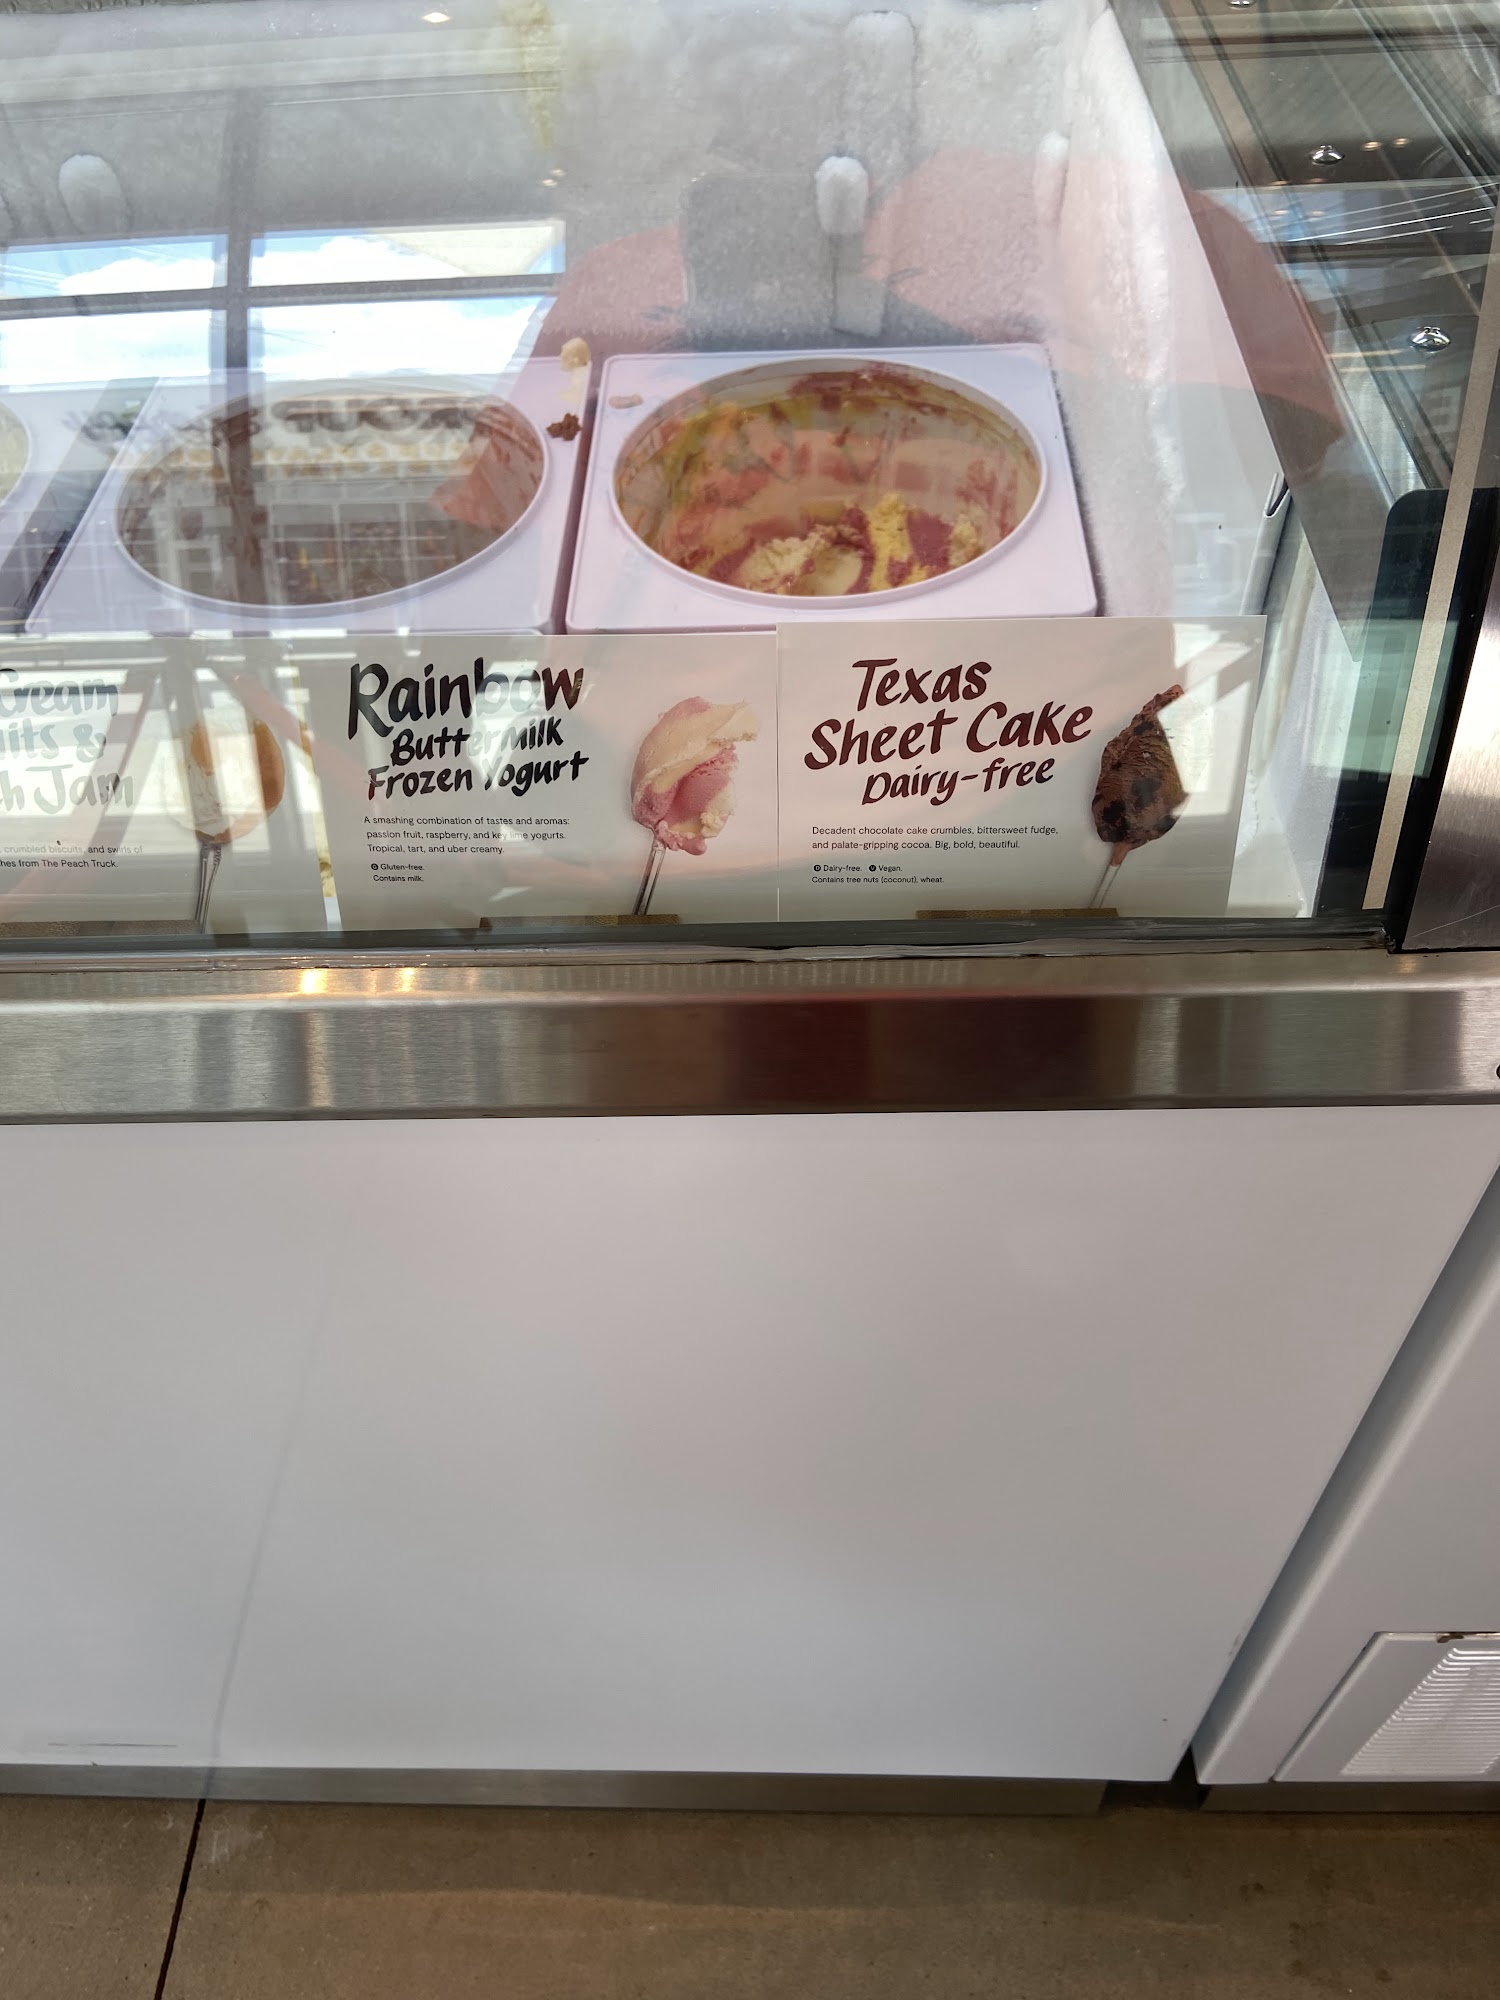 Cream
&
Jam
crumbled biscuits, and swirls of
from The Peach Truck.
Rainbow
Buttermilk
Frozen Yogurt
A smashing combination of tastes and aromas:
passion fruit, raspberry, and key lime yogurts.
Tropical, tart, and uber creamy.
G Gluten-free.
Contains milk.
Texas
Sheet Cake
Dairy-free
Decadent chocolate cake crumbles, bittersweet fudge,
and palate-gripping cocoa. Big, bold, beautiful.
D Dairy-free. V Vegan.
Contains tree nuts (coconut), wheat.